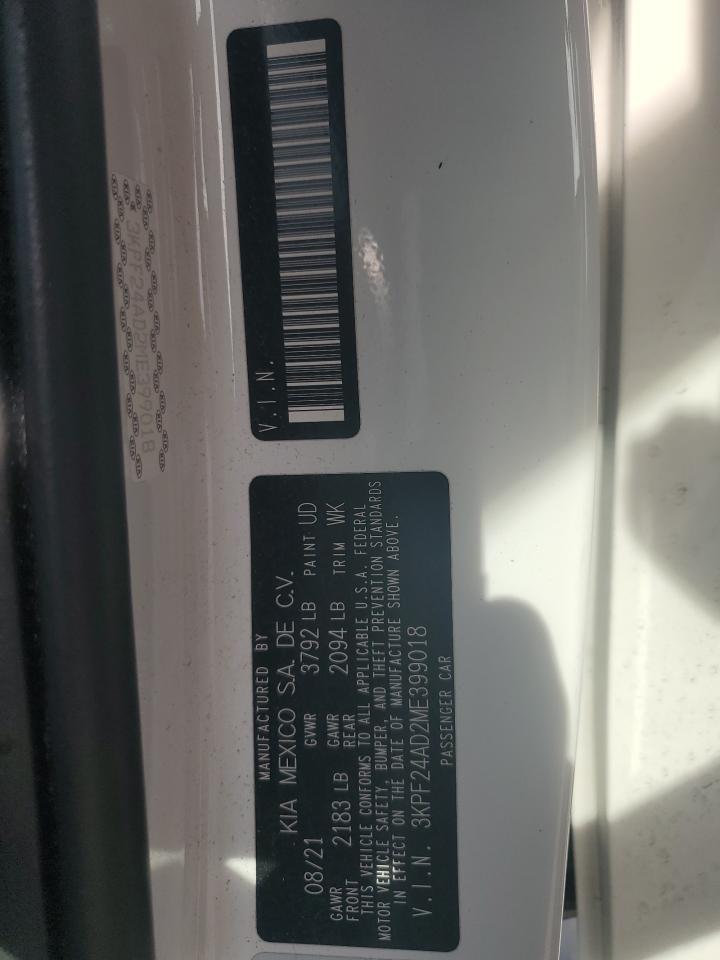 V.I.N.
*3KPF24AD2ME399018
MANUFACTURED BY
KIA MEXICO S.A. DE C.V.
08/21 GVWR 3792 LB PAINT UD
GAWR FRONT 2183 LB GAWR REAR 2094 LB TRIM WK
THIS VEHICLE CONFORMS TO ALL APPLICABLE U.S.A. FEDERAL
MOTOR VEHICLE SAFETY, BUMPER, AND THEFT PREVENTION STANDARDS
IN EFFECT ON THE DATE OF MANUFACTURE SHOWN ABOVE.
V.I.N. 3KPF24AD2ME399018
PASSENGER CAR